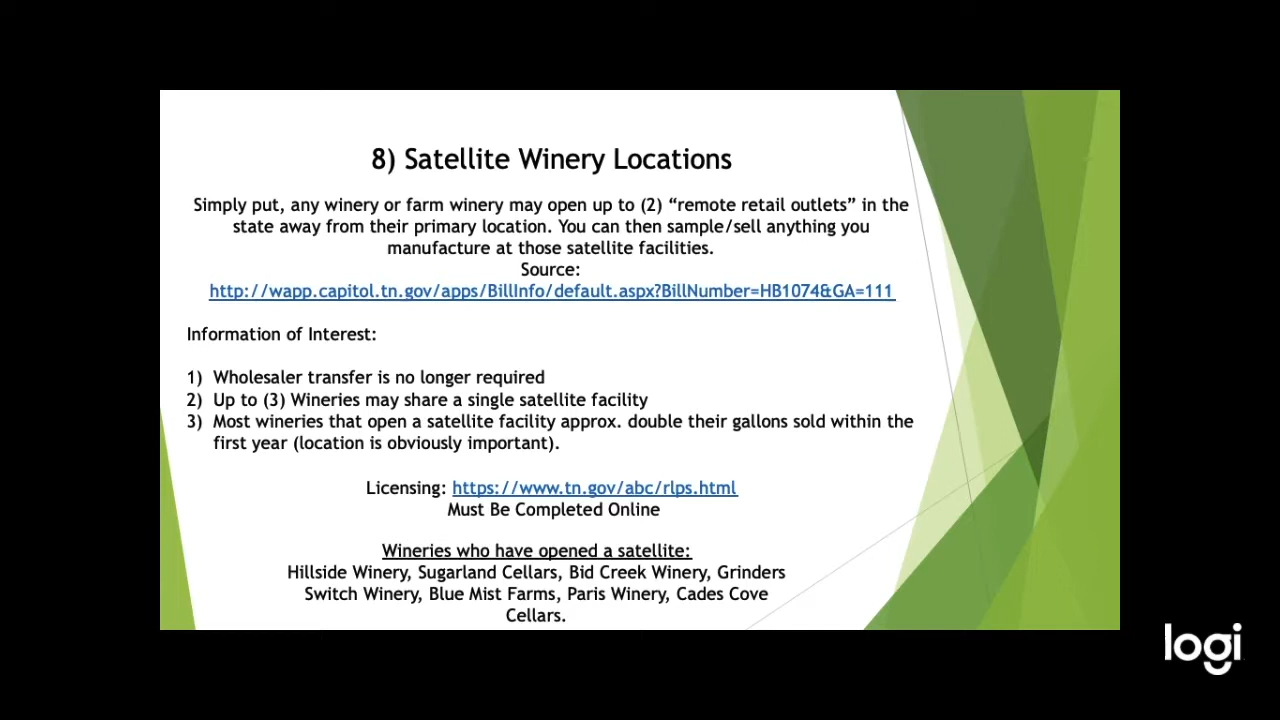 8) Satellite Winery Locations
Simply put, any winery or farm winery may open up to (2) “remote retail outlets” in the
state away from their primary location. You can then sample/sell anything you
manufacture at those satellite facilities.
Source:
http://wapp.capitol.tn.gov/apps/BillInfo/default.aspx?BillNumber=HB1074&GA=111
Information of Interest:
1) Wholesaler transfer is no longer required
2) Up to (3) Wineries may share a single satellite facility
3) Most wineries that open a satellite facility approx. double their gallons sold within the
first year (location is obviously important).
Licensing: https://www.tn.gov/abc/rlps.html
Must Be Completed Online
Wineries who have opened a satellite:
Hillside Winery, Sugarland Cellars, Bid Creek Winery, Grinders
Switch Winery, Blue Mist Farms, Paris Winery, Cades Cove
Cellars.
logi